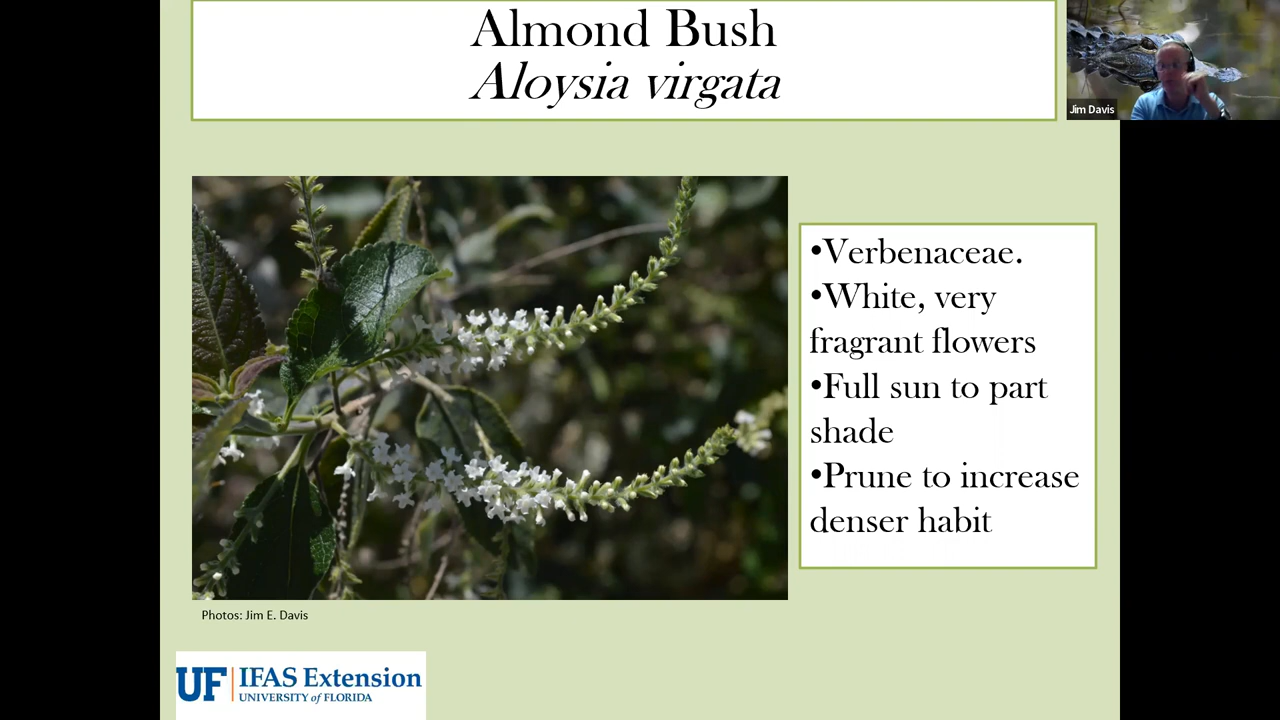 Almond Bush
Aloysia virgata
Jim Davis
•Verbenaceae.
•White, very
fragrant flowers
•Full sun to part
shade
•Prune to increase
denser habit
Photos: Jim E. Davis
UF IFAS Extension
UNIVERSITY of FLORIDA